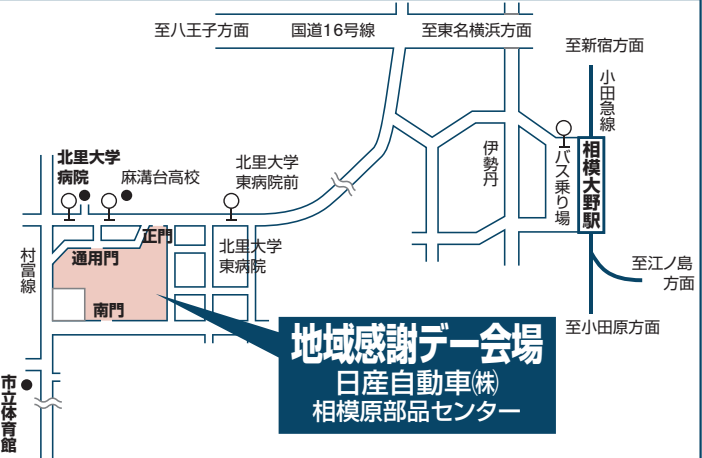 至八王子方面
国道16号線
至東名横浜方面
至新宿方面
小田急線
相模大野駅
バス乗り場
伊勢丹
北里大学
病院
麻溝台高校
北里大学
東病院前
正門
北里大学
東病院
通用門
村富線
南門
至江ノ島
方面
至小田原方面
地域感謝デー会場
日産自動車㈱
相模原部品センター
市立体育館